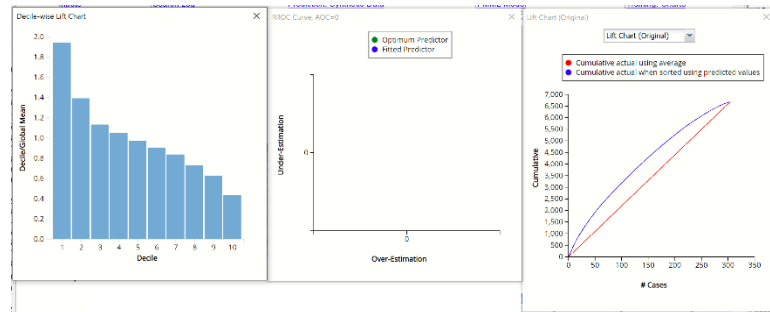 Decile-wise Lift Chart
2.0
1.8
1.6
1.4
1.2
1.0
0.8
0.6
0.4
0.2
0.0
Decile/Global Mean
1 2 3 4 5 6 7 8 9 10
Decile
RROC Curve, AOC=0
Optimum Predictor
Fitted Predictor
Under-Estimation
0
0
Over-Estimation
Lift Chart (Original)
Lift Chart (Original)
Cumulative actual using average
Cumulative actual when sorted using predicted values
7,000
6,500
6,000
5,500
5,000
4,500
4,000
3,500
3,000
2,500
2,000
1,500
1,000
500
0
Cumulative
0 50 100 150 200 250 300 350
# Cases